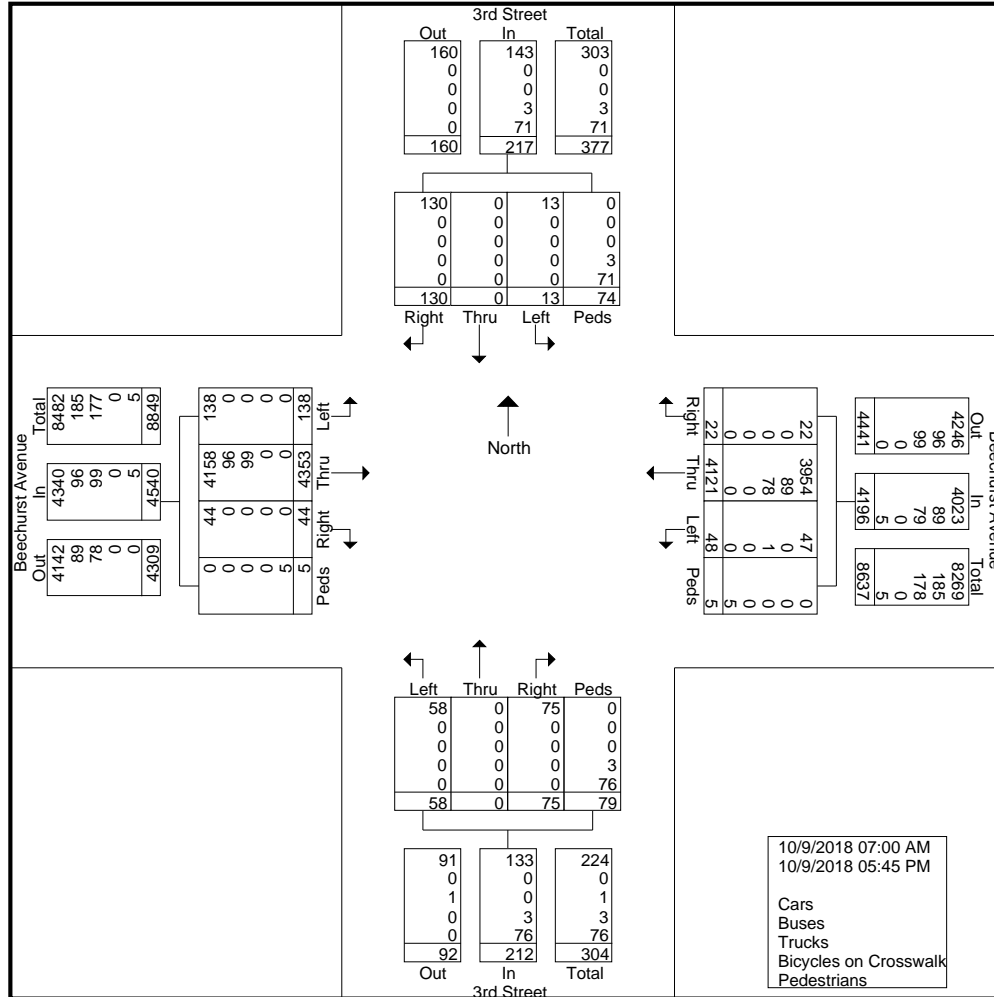 3rd Street
Out In Total
160 143 303
0 0 0
0 0 0
0 3 3
0 71 71
160 217 377
130 0 13 0
0 0 0 0
0 0 0 0
0 0 0 3
0 0 0 71
130 0 13 74
Right Thru Left Peds
Beechurst Avenue
Total In Out
8482 4340 4142
185 96 89
177 99 78
0 0 0
5 5 0
8849 4540 4309
138 4158 44 0
0 96 0 0
0 99 0 0
0 0 0 0
0 0 0 5
138 4353 44 5
Left Thru Right Peds
North
Right Thru Left Peds
22 3954 47 0
0 89 0 0
0 78 1 0
0 0 0 0
0 0 0 5
22 4121 48 5
Beechurst Avenue
Out In Total
4246 4023 8269
96 89 185
99 79 178
0 0 0
0 5 5
4441 4196 8637
Left Thru Right Peds
58 0 75 0
0 0 0 0
0 0 0 0
0 0 0 3
0 0 0 76
58 0 75 79
91 133 224
0 0 0
1 0 1
0 3 3
0 76 76
92 212 304
Out In Total
3rd Street
10/9/2018 07:00 AM
10/9/2018 05:45 PM
Cars
Buses
Trucks
Bicycles on Crosswalk
Pedestrians